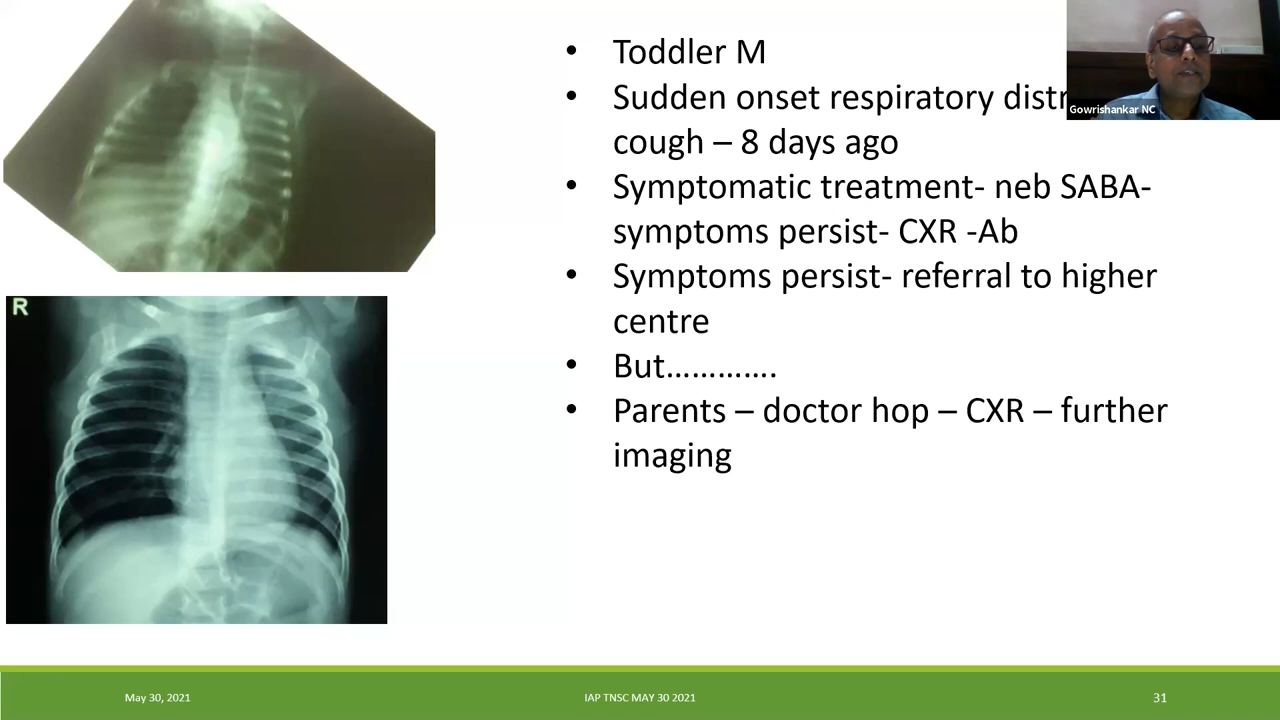 • Toddler M
• Sudden onset respiratory distr
cough – 8 days ago
• Symptomatic treatment- neb SABA-
symptoms persist- CXR -Ab
• Symptoms persist- referral to higher
centre
• But………….
• Parents – doctor hop – CXR – further
imaging
Gowrishankar NC
R
May 30, 2021
IAP TNSC MAY 30 2021
31